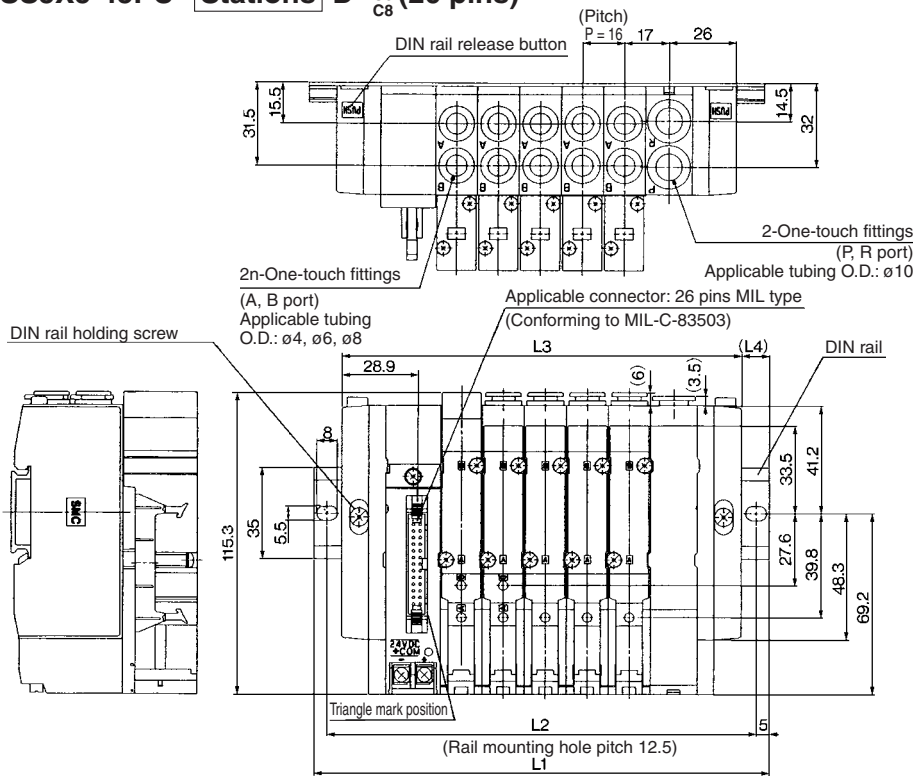 Stations
C8
(26 pins)
(Pitch)
P = 16
17
26
DIN rail release button
15.5
31.5
14.5
32
PUSH
PUSH
A
A
A
A
A
R
B
B
B
B
B
P
2-One-touch fittings
(P, R port)
Applicable tubing O.D.: ø10
2n-One-touch fittings
(A, B port)
Applicable tubing
O.D.: ø4, ø6, ø8
Applicable connector: 26 pins MIL type
(Conforming to MIL-C-83503)
DIN rail holding screw
DIN rail
L3
(L4)
28.9
(6)
(3.5)
8
35
5.5
115.3
33.5
41.2
27.6
39.8
48.3
69.2
SMC
24VDC
+COM
- +
Triangle mark position
L2
5
(Rail mounting hole pitch 12.5)
L1